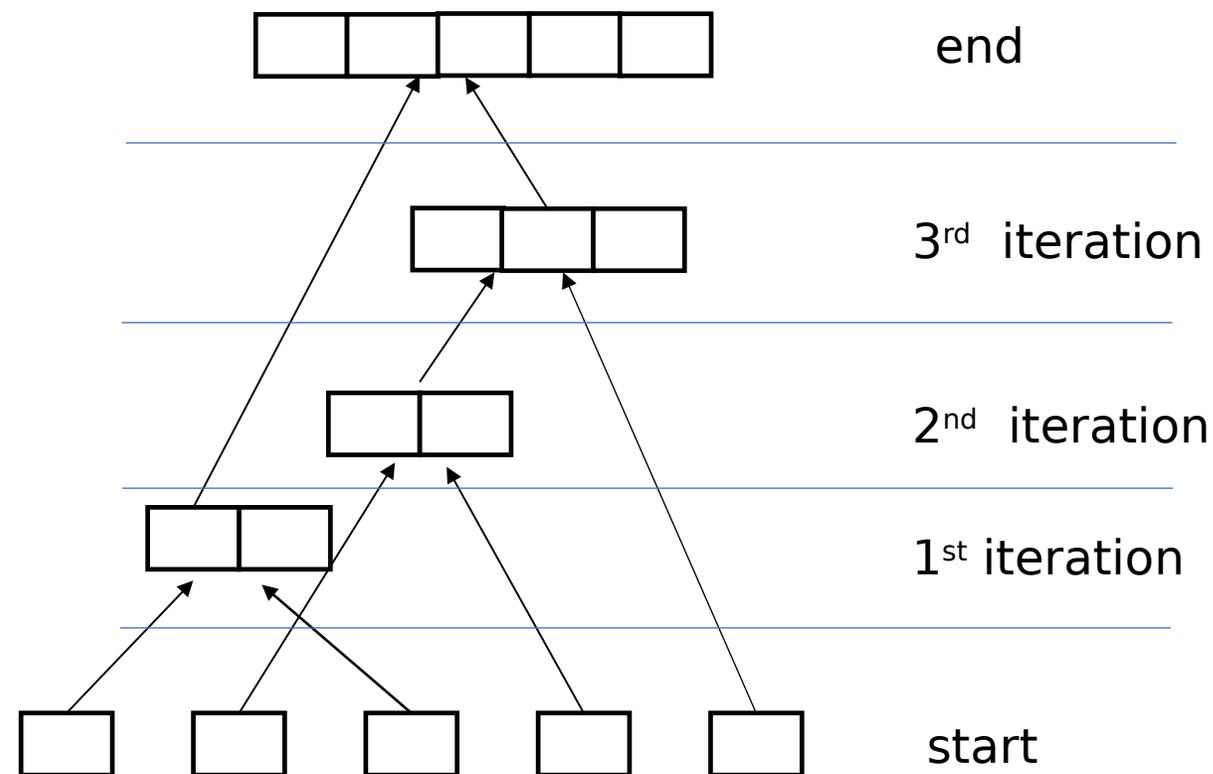 end
3rd iteration
2nd iteration
1st iteration
start